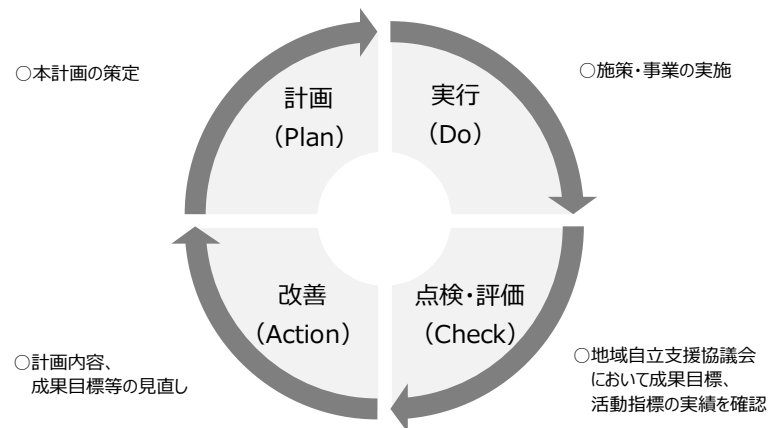 ○本計画の策定
計画
（Plan）
実行
（Do）
○施策・事業の実施
改善
（Action）
点検・評価
（Check）
○計画内容、
成果目標等の見直し
○地域自立支援協議会
において成果目標、
活動指標の実績を確認